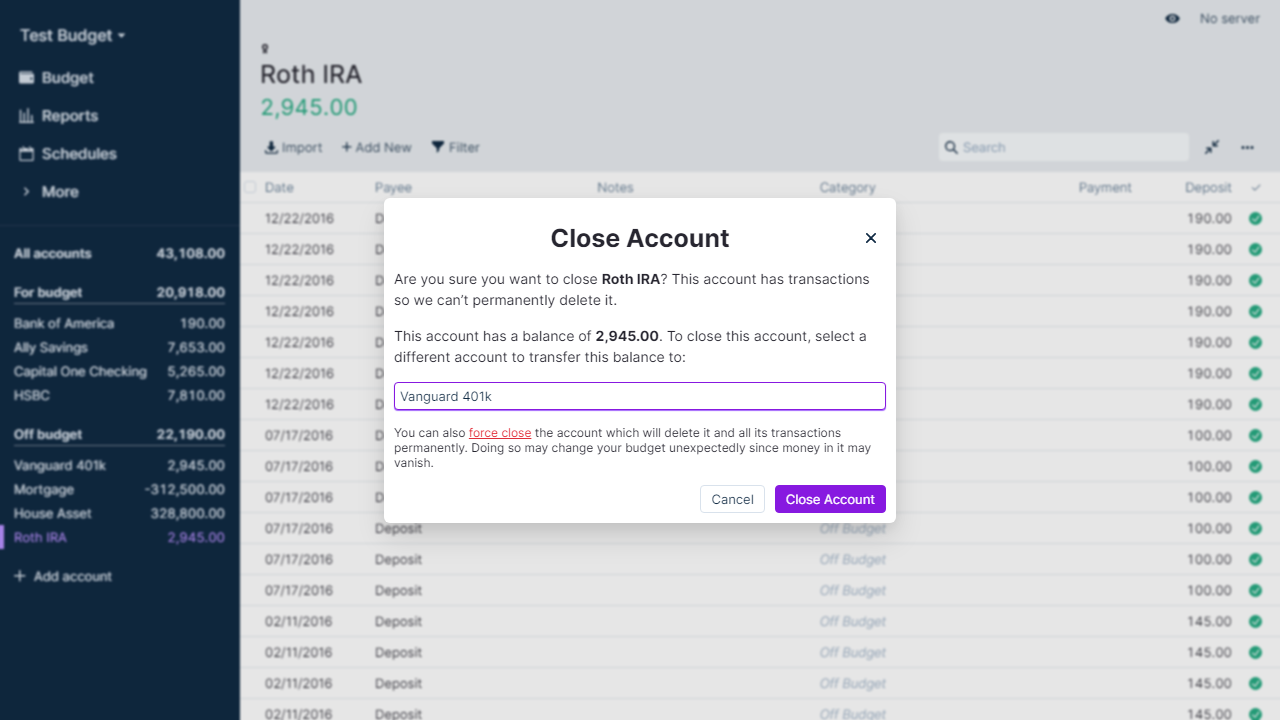 Test Budget
Budget
Reports
Schedules
More
All accounts 43,108.00
For budget 20,918.00
Bank of America 190.00
Ally Savings 7,653.00
Capital One Checking 5,265.00
HSBC 7,810.00
Off budget 22,190.00
Vanguard 401k 2,945.00
Mortgage -312,500.00
House Asset 328,800.00
Roth IRA 2,945.00
Add account
No server
Roth IRA
2,945.00
Import Add New Filter Search
Date Payee Notes Category Payment Deposit
12/22/2016 190.00
12/22/2016 190.00
12/22/2016 190.00
12/22/2016 190.00
12/22/2016 190.00
12/22/2016 190.00
12/22/2016 190.00
07/17/2016 100.00
07/17/2016 100.00
07/17/2016 100.00
07/17/2016 Deposit Off Budget 100.00
07/17/2016 Deposit Off Budget 100.00
07/17/2016 Deposit Off Budget 100.00
02/11/2016 Deposit Off Budget 145.00
02/11/2016 Deposit Off Budget 145.00
02/11/2016 Deposit Off Budget 145.00
02/11/2016 Deposit Off Budget 145.00
Close Account
Are you sure you want to close Roth IRA? This account has transactions
so we can’t permanently delete it.
This account has a balance of 2,945.00. To close this account, select a
different account to transfer this balance to:
Vanguard 401k
You can also force close the account which will delete it and all its transactions
permanently. Doing so may change your budget unexpectedly since money in it may
vanish.
Cancel Close Account